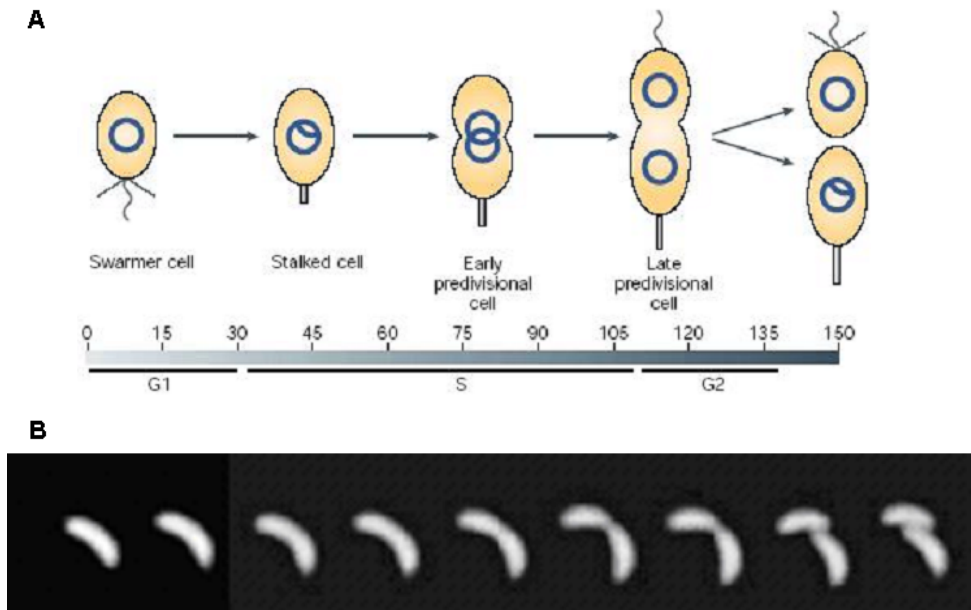 A
Swarmer cell
Stalked cell
Early
predivisional
cell
Late
predivisional
cell
0 15 30 45 60 75 90 105 120 135 150
G1 S G2
B